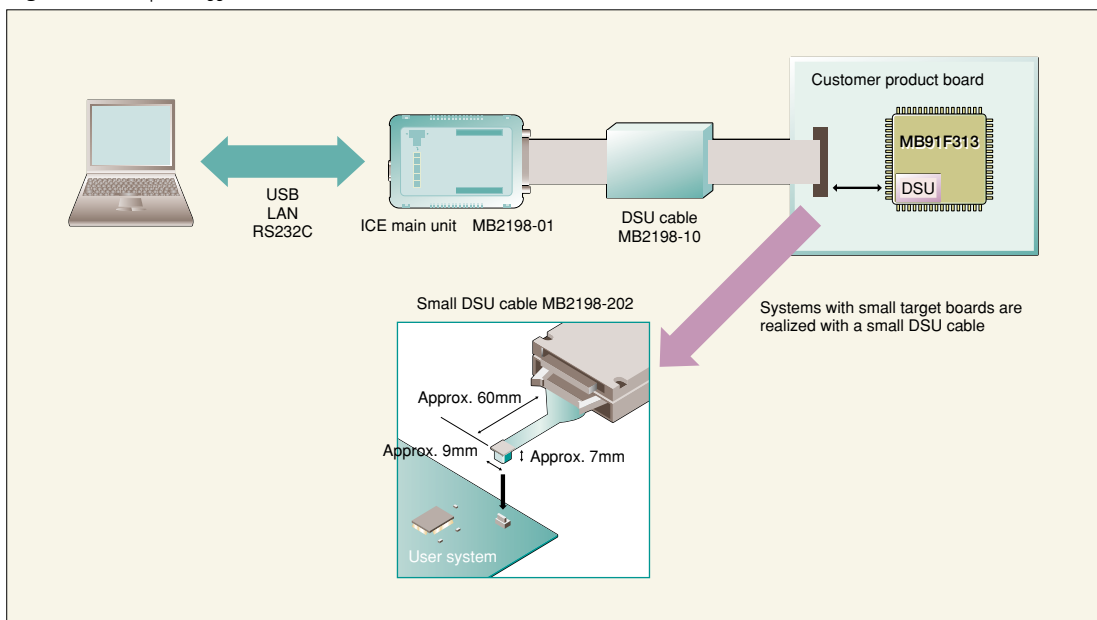 Customer product board
MB91F313
DSU
USB
LAN
RS232C
ICE main unit MB2198-01
DSU cable
MB2198-10
Small DSU cable MB2198-202
Systems with small target boards are
realized with a small DSU cable
Approx. 60mm
Approx. 9mm
Approx. 7mm
User system